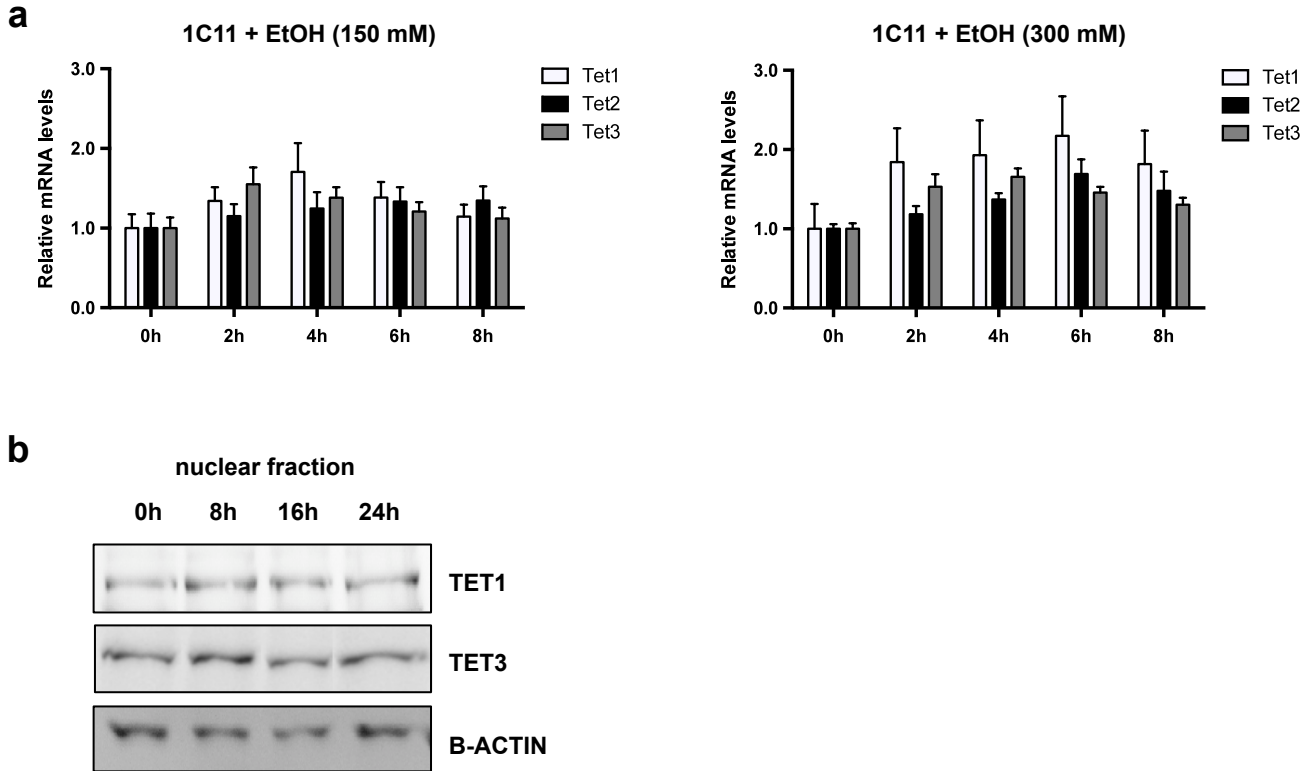 a
1C11 + EtOH (150 mM)
Relative mRNA levels
3.0
2.0
1.0
0.0
0h 2h 4h 6h 8h
Tet1
Tet2
Tet3
1C11 + EtOH (300 mM)
Relative mRNA levels
3.0
2.0
1.0
0.0
0h 2h 4h 6h 8h
Tet1
Tet2
Tet3
b
nuclear fraction
0h 8h 16h 24h
TET1
TET3
B-ACTIN